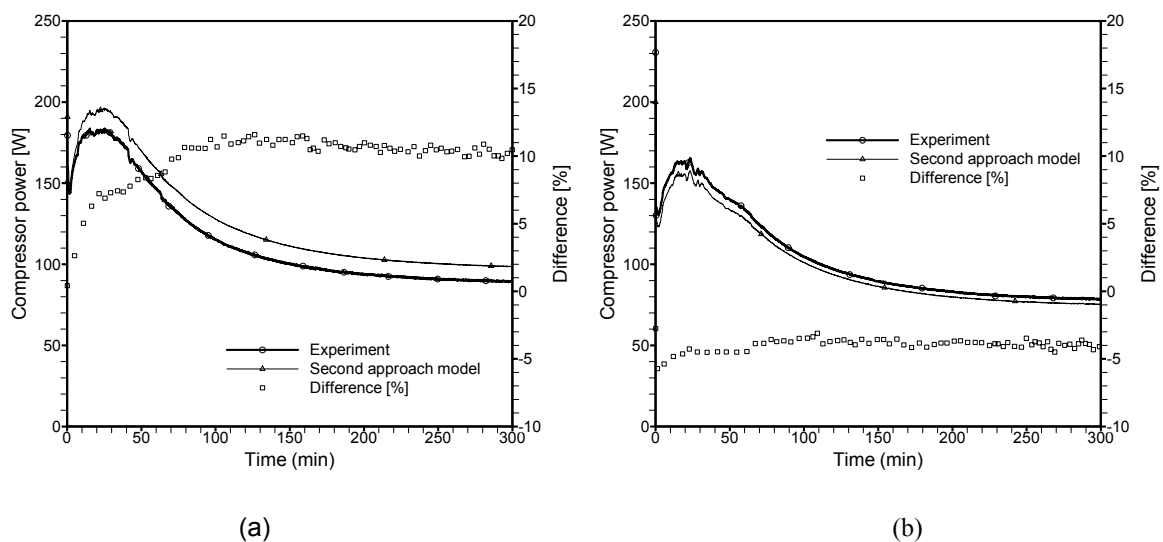 250
200
150
100
50
0
Compressor power [W]
20
15
10
5
0
-5
-10
Difference [%]
Experiment
Second approach model
Difference [%]
0 50 100 150 200 250 300
Time (min)
(a)
250
200
150
100
50
0
Compressor power [W]
20
15
10
5
0
-5
-10
Difference [%]
Experiment
Second approach model
Difference [%]
0 50 100 150 200 250 300
Time (min)
(b)